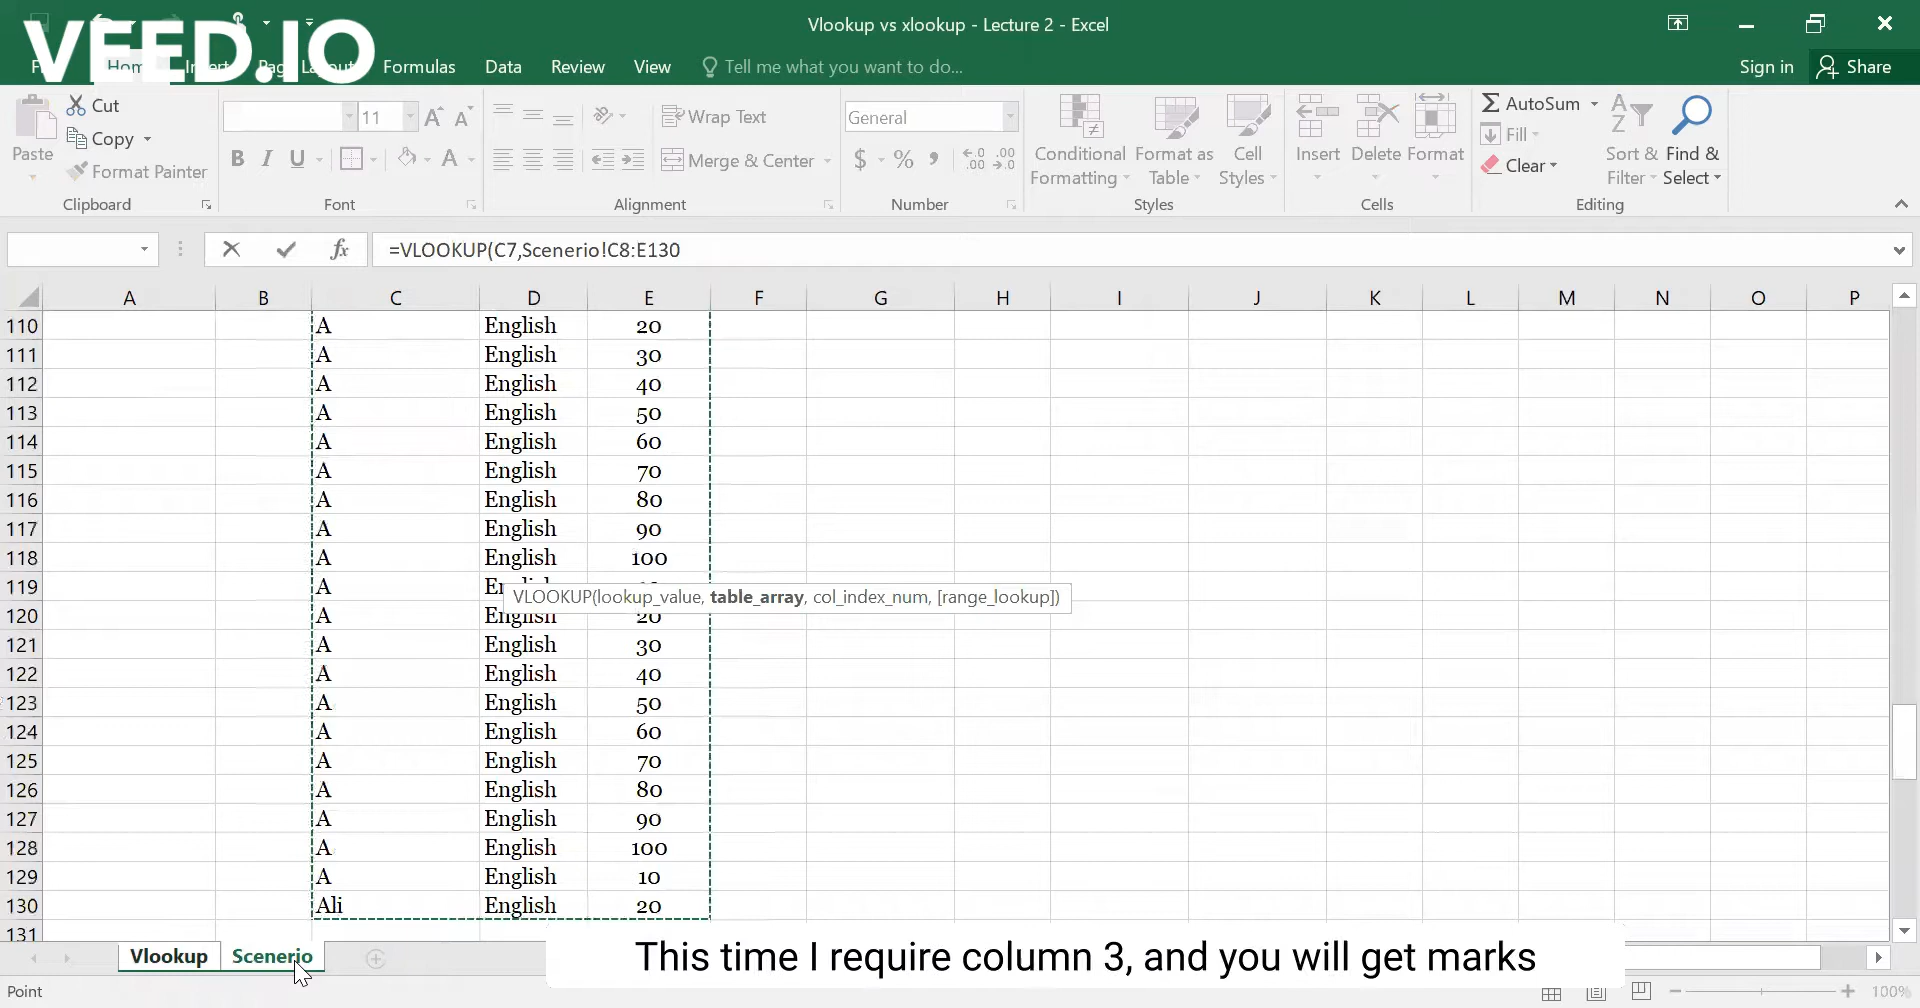 Vlookup vs xlookup - Lecture 2 - Excel
VEED.IO
Formulas Data Review View Tell me what you want to do... Sign in Share
Cut
Copy
Format Painter
Paste
Clipboard
11
Font
Wrap Text
Merge & Center
Alignment
General
$ % ,
Number
Conditional Formatting
Format as Table
Cell Styles
Styles
Insert Delete Format
Cells
AutoSum
Fill
Clear
Sort & Filter
Find & Select
Editing
=VLOOKUP(C7,Scenerio!C8:E130
A B C D E F G H I J K L M N O P
110 A English 20
111 A English 30
112 A English 40
113 A English 50
114 A English 60
115 A English 70
116 A English 80
117 A English 90
118 A English 100
119 A
VLOOKUP(lookup_value, table_array, col_index_num, [range_lookup])
120 A English 20
121 A English 30
122 A English 40
123 A English 50
124 A English 60
125 A English 70
126 A English 80
127 A English 90
128 A English 100
129 A English 10
130 Ali English 20
131
Vlookup Scenerio
This time I require column 3, and you will get marks
Point
100%